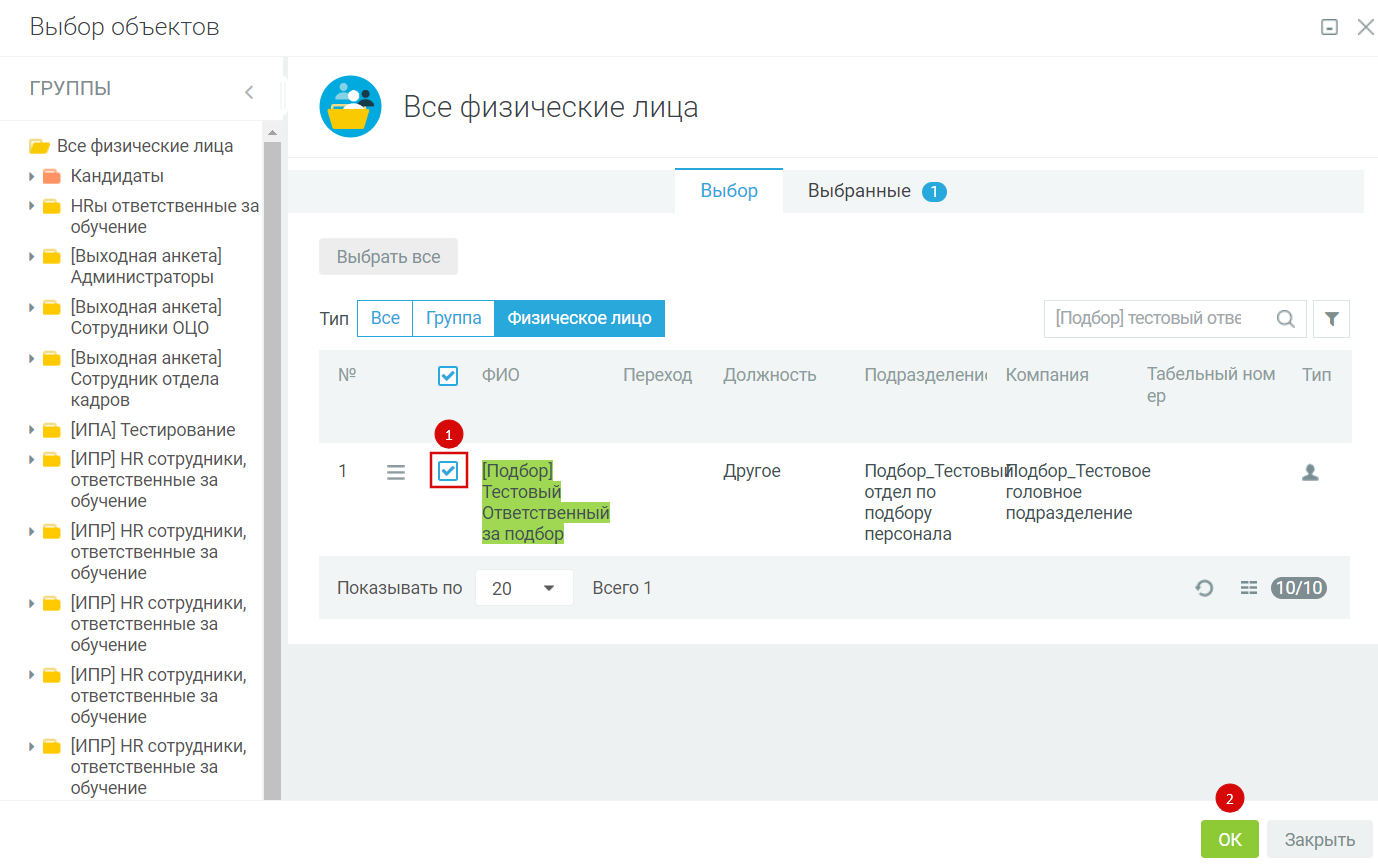 Выбор объектов
ГРУППЫ
Все физические лица
Кандидаты
HRы ответственные за
обучение
[Выходная анкета]
Администраторы
[Выходная анкета]
Сотрудники ОЦО
[Выходная анкета]
Сотрудник отдела
кадров
[ИПА] Тестирование
[ИПР] HR сотрудники,
ответственные за
обучение
[ИПР] HR сотрудники,
ответственные за
обучение
[ИПР] HR сотрудники,
ответственные за
обучение
[ИПР] HR сотрудники,
ответственные за
обучение
[ИПР] HR сотрудники,
ответственные за
обучение
Все физические лица
Выбор
Выбранные 1
Выбрать все
Тип Все Группа Физическое лицо
[Подбор] тестовый отве
№ ФИО Переход Должность Подразделение Компания Табельный ном
ер
Тип
1
1
[Подбор]
Тестовый
Ответственный
за подбор
Другое
Подбор_Тестовый
отдел по
подбору
персонала
Подбор_Тестовое
головное
подразделение
Показывать по 20 Всего 1 10/10
2
ОК Закрыть